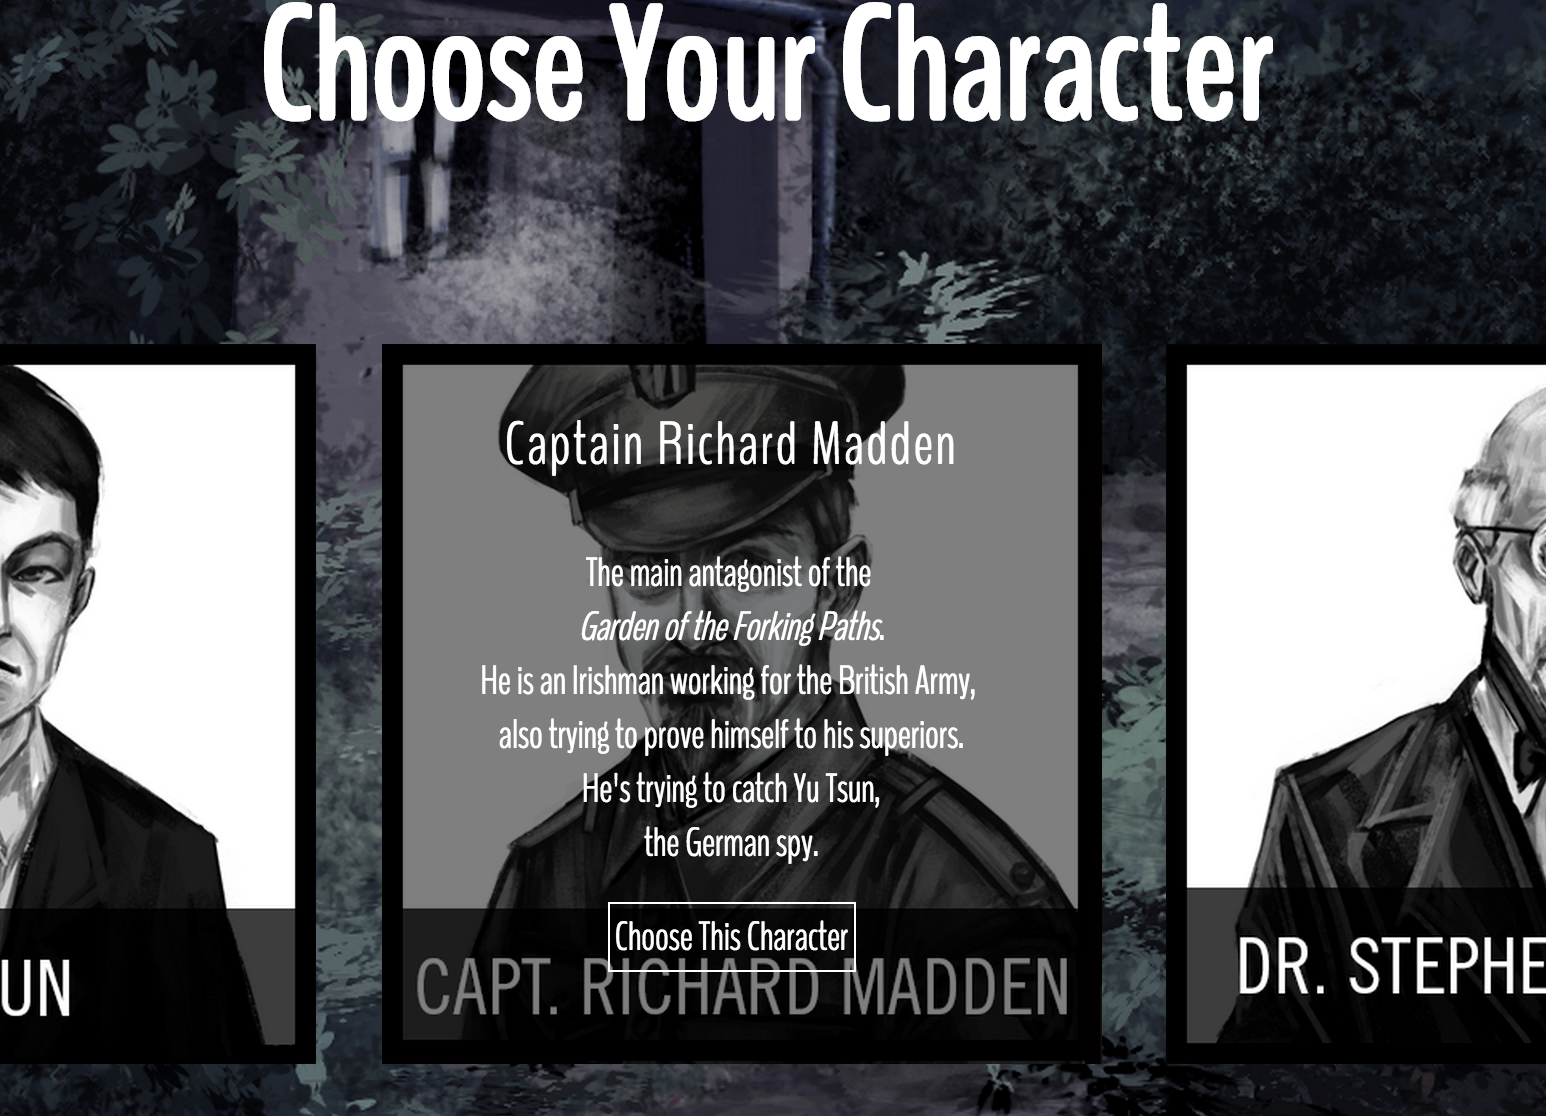 Choose Your Character
Captain Richard Madden
The main antagonist of the
Garden of the Forking Paths.
He is an Irishman working for the British Army,
also trying to prove himself to his superiors.
He's trying to catch Yu Tsun,
the German spy.
Choose This Character
UN
CAPT. RICHARD MADDEN
DR. STEPHE